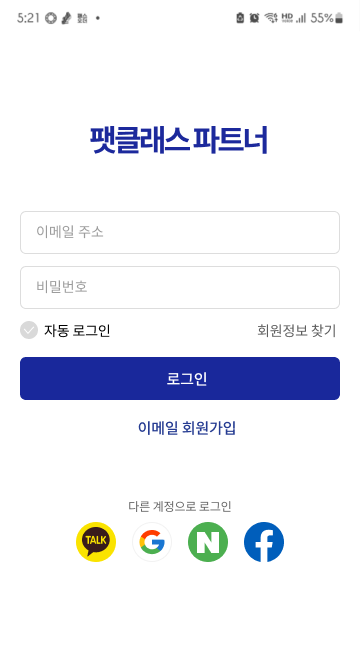 5:21
HD
55%
팻클래스 파트너
이메일 주소
비밀번호
자동 로그인
회원정보 찾기
로그인
이메일 회원가입
다른 계정으로 로그인
TALK